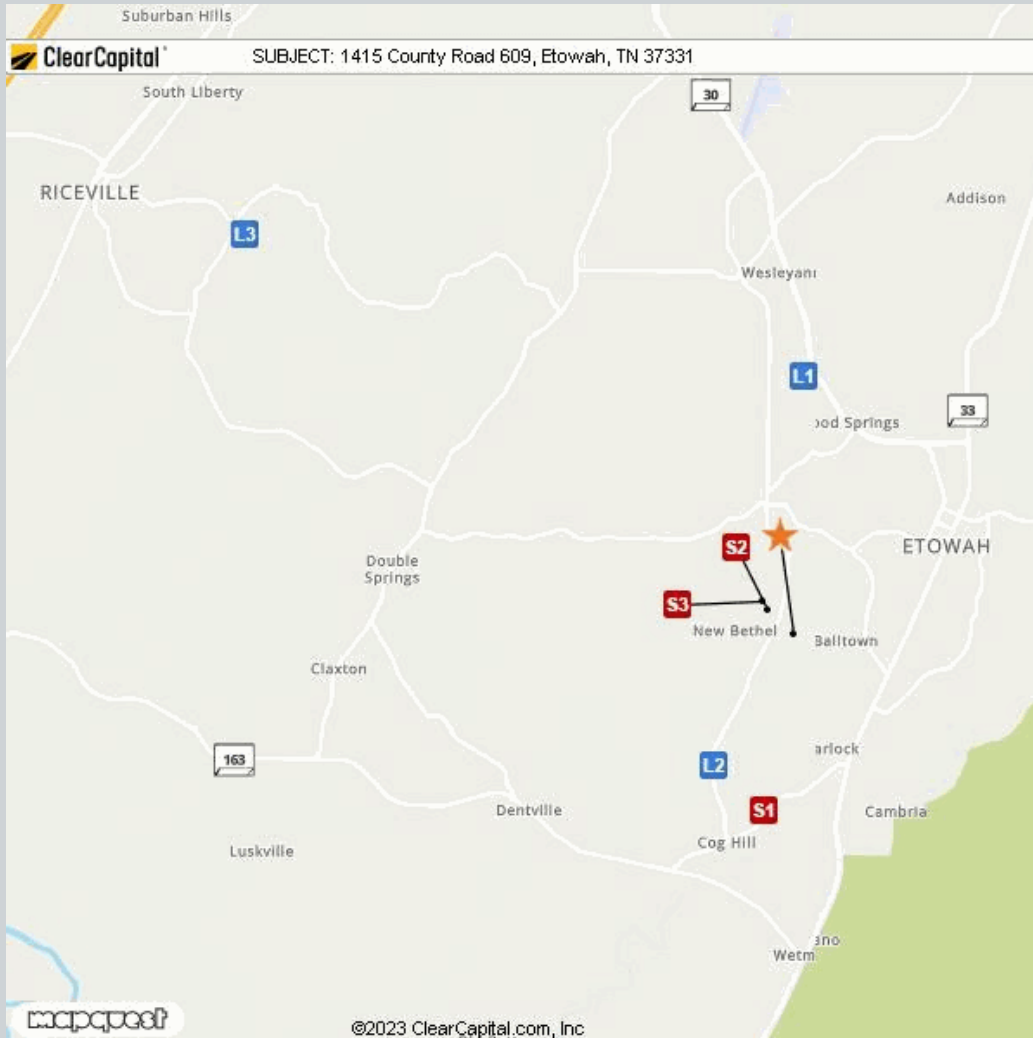 Suburban Hills
ClearCapital
SUBJECT: 1415 County Road 609, Etowah, TN 37331
South Liberty
30
RICEVILLE
Addison
L3
Wesleyan
L1
33
ood Springs
S2
ETOWAH
Double
Springs
S3
New Bethel
Balltown
Claxton
163
L2
arlock
S1
Dentville
Cambria
Cog Hill
Luskville
ano
Wetm
mapquest
©2023 ClearCapital.com, Inc